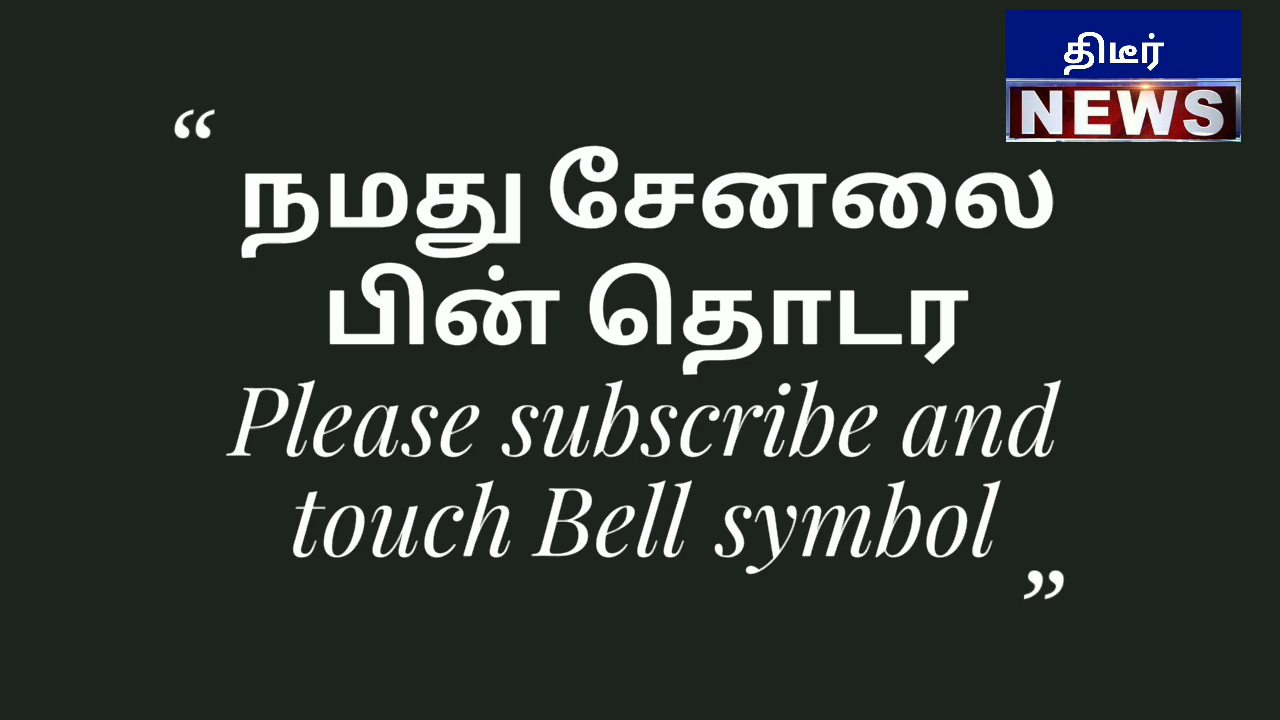 திடீர்
NEWS
“
நமது சேனலை
பின் தொடர
Please subscribe and
touch Bell symbol
”